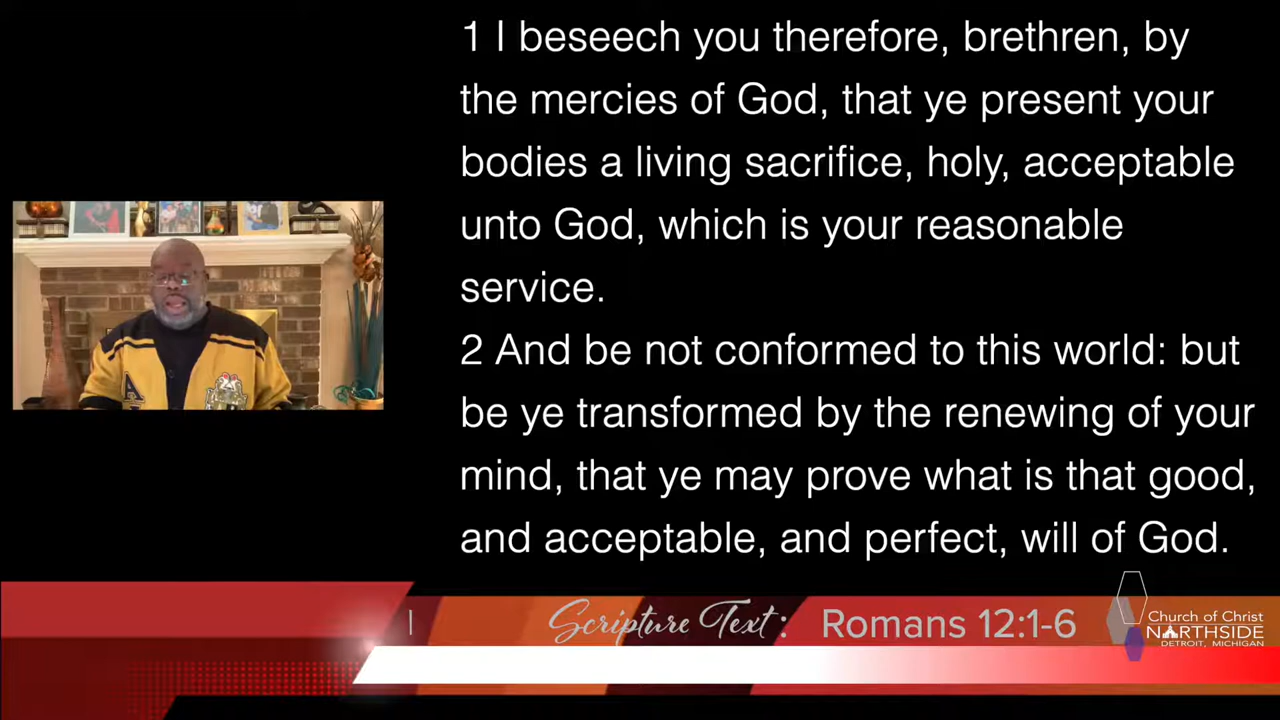 1 I beseech you therefore, brethren, by
the mercies of God, that ye present your
bodies a living sacrifice, holy, acceptable
unto God, which is your reasonable
service.
2 And be not conformed to this world: but
be ye transformed by the renewing of your
mind, that ye may prove what is that good,
and acceptable, and perfect, will of God.
Scripture Text: Romans 12:1-6
Church of Christ
NORTHSIDE
DETROIT, MICHIGAN
A